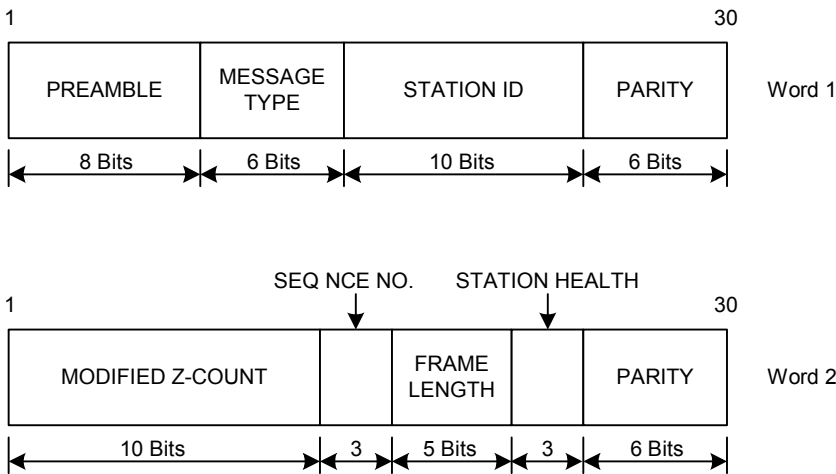 1 30
PREAMBLE MESSAGE TYPE STATION ID PARITY Word 1
8 Bits 6 Bits 10 Bits 6 Bits
SEQ NCE NO. STATION HEALTH
1 30
MODIFIED Z-COUNT FRAME LENGTH PARITY Word 2
10 Bits 3 5 Bits 3 6 Bits